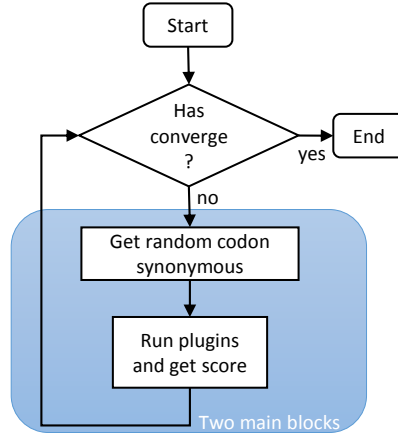 Start
Has
converge
?
End
yes
no
Get random codon
synonymous
Run plugins
and get score
Two main blocks